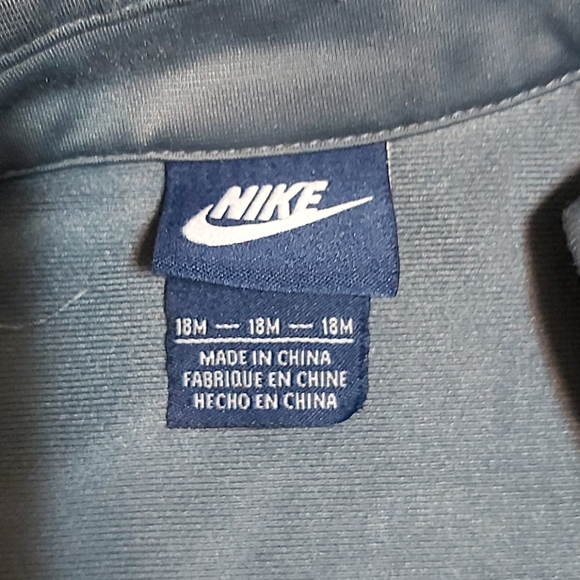 NIKE
18M — 18M — 18M
MADE IN CHINA
FABRIQUE EN CHINE
HECHO EN CHINA